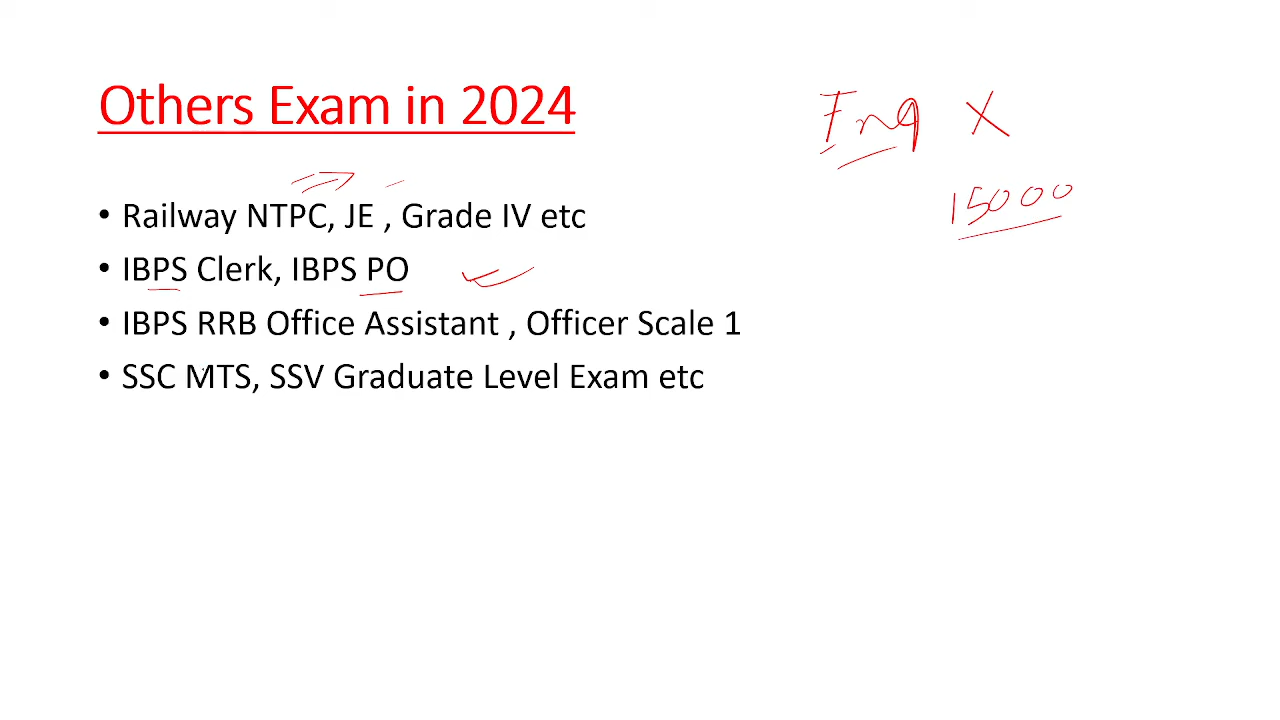 Others Exam in 2024
Eng X
15000
• Railway NTPC, JE , Grade IV etc
• IBPS Clerk, IBPS PO
• IBPS RRB Office Assistant , Officer Scale 1
• SSC MTS, SSV Graduate Level Exam etc